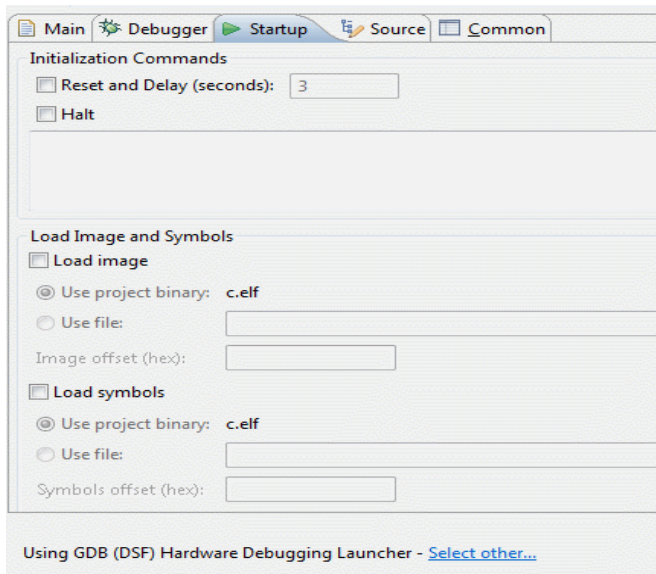 Main Debugger Startup Source Common
Initialization Commands
Reset and Delay (seconds): 3
Halt
Load Image and Symbols
Load image
Use project binary: c.elf
Use file:
Image offset (hex):
Load symbols
Use project binary: c.elf
Use file:
Symbols offset (hex):
Using GDB (DSF) Hardware Debugging Launcher - Select other...